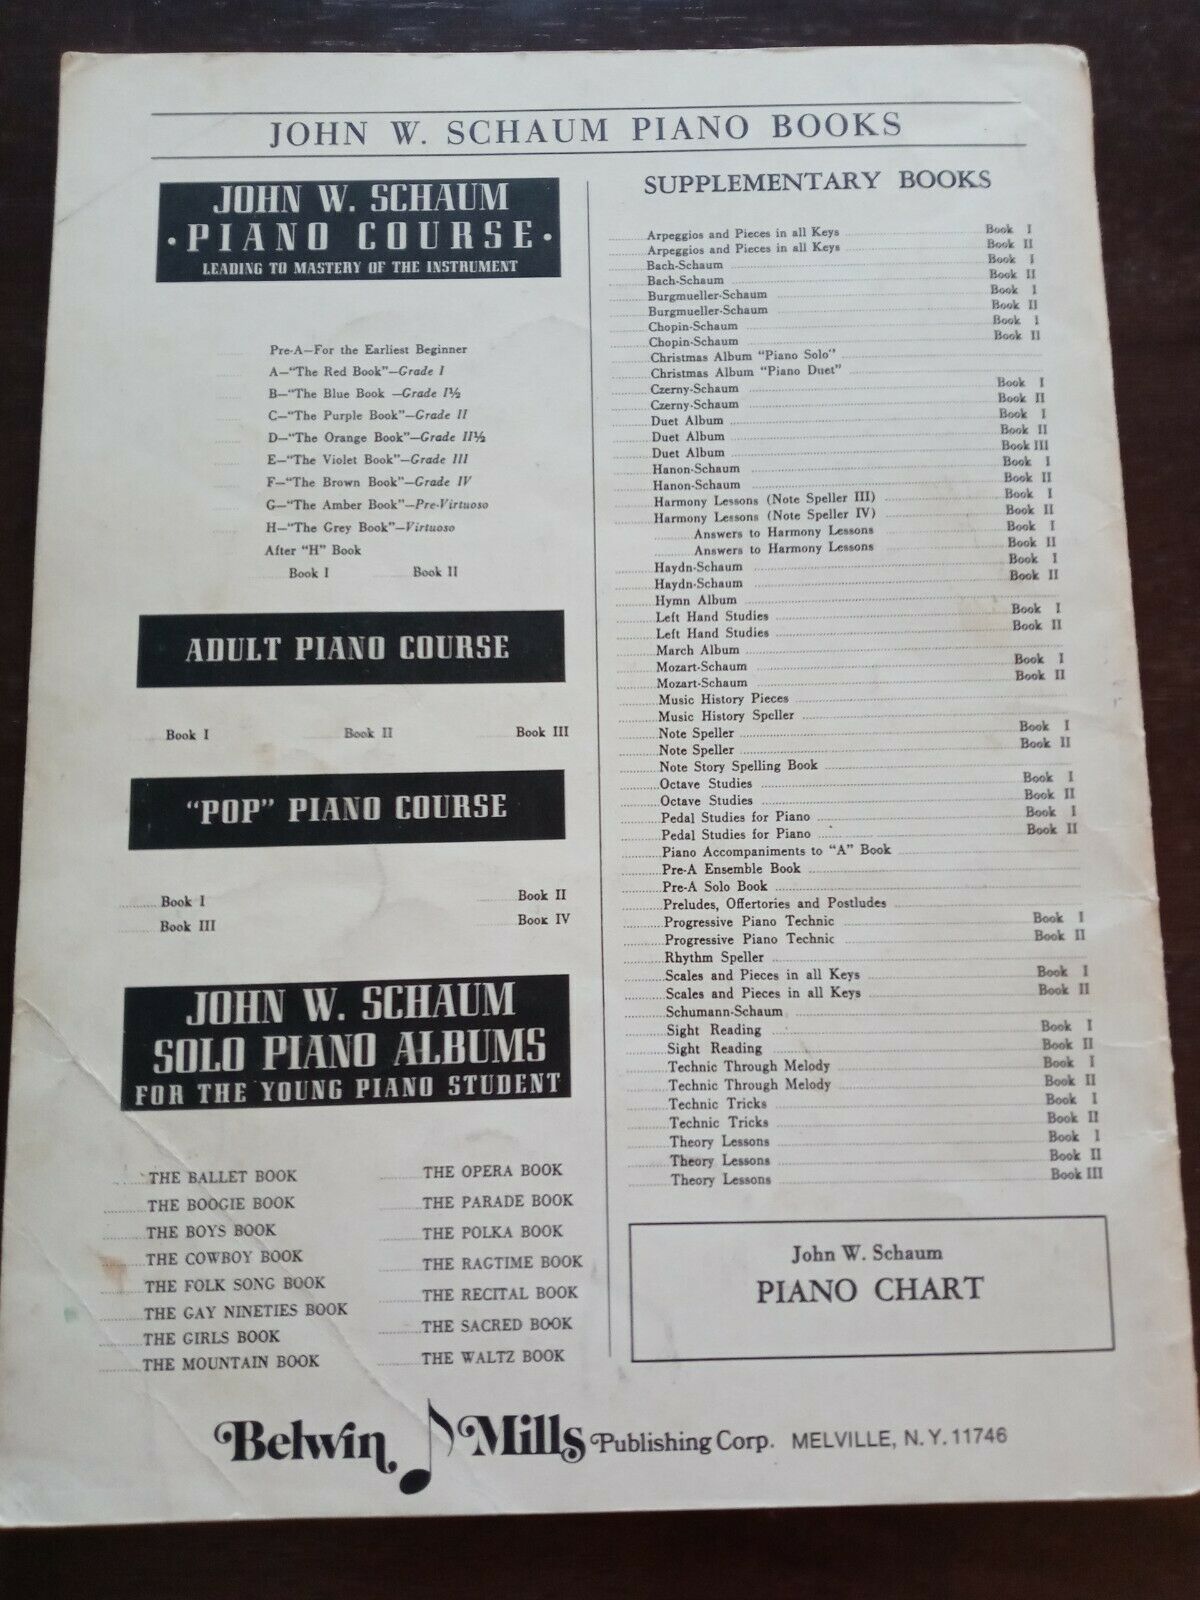 JOHN W. SCHAUM PIANO BOOKS
JOHN W. SCHAUM
· PIANO COURSE ·
LEADING TO MASTERY OF THE INSTRUMENT
Pre-A—For the Earliest Beginner
A—"The Red Book"—Grade I
B—"The Blue Book —Grade I½
C—"The Purple Book"—Grade II
D—"The Orange Book"—Grade II½
E—"The Violet Book"—Grade III
F—"The Brown Book"—Grade IV
G—"The Amber Book"—Pre-Virtuoso
H—"The Grey Book"—Virtuoso
After "H" Book
Book I Book II
ADULT PIANO COURSE
Book I Book II Book III
"POP" PIANO COURSE
Book I Book II
Book III Book IV
JOHN W. SCHAUM
SOLO PIANO ALBUMS
FOR THE YOUNG PIANO STUDENT
THE BALLET BOOK
THE BOOGIE BOOK
THE BOYS BOOK
THE COWBOY BOOK
THE FOLK SONG BOOK
THE GAY NINETIES BOOK
THE GIRLS BOOK
THE MOUNTAIN BOOK
THE OPERA BOOK
THE PARADE BOOK
THE POLKA BOOK
THE RAGTIME BOOK
THE RECITAL BOOK
THE SACRED BOOK
THE WALTZ BOOK
SUPPLEMENTARY BOOKS
Arpeggios and Pieces in all Keys Book I
Arpeggios and Pieces in all Keys Book II
Bach-Schaum Book I
Bach-Schaum Book II
Burgmueller-Schaum Book I
Burgmueller-Schaum Book II
Chopin-Schaum Book I
Chopin-Schaum Book II
Christmas Album "Piano Solo"
Christmas Album "Piano Duet"
Czerny-Schaum Book I
Czerny-Schaum Book II
Duet Album Book I
Duet Album Book II
Duet Album Book III
Hanon-Schaum Book I
Hanon-Schaum Book II
Harmony Lessons (Note Speller III) Book I
Harmony Lessons (Note Speller IV) Book II
Answers to Harmony Lessons Book I
Answers to Harmony Lessons Book II
Haydn-Schaum Book I
Haydn-Schaum Book II
Hymn Album
Left Hand Studies Book I
Left Hand Studies Book II
March Album
Mozart-Schaum Book I
Mozart-Schaum Book II
Music History Pieces
Music History Speller
Note Speller Book I
Note Speller Book II
Note Story Spelling Book
Octave Studies Book I
Octave Studies Book II
Pedal Studies for Piano Book I
Pedal Studies for Piano Book II
Piano Accompaniments to "A" Book
Pre-A Ensemble Book
Pre-A Solo Book
Preludes, Offertories and Postludes
Progressive Piano Technic Book I
Progressive Piano Technic Book II
Rhythm Speller
Scales and Pieces in all Keys Book I
Scales and Pieces in all Keys Book II
Schumann-Schaum
Sight Reading Book I
Sight Reading Book II
Technic Through Melody Book I
Technic Through Melody Book II
Technic Tricks Book I
Technic Tricks Book II
Theory Lessons Book I
Theory Lessons Book II
Theory Lessons Book III
John W. Schaum
PIANO CHART
Belwin Mills Publishing Corp. MELVILLE, N.Y. 11746